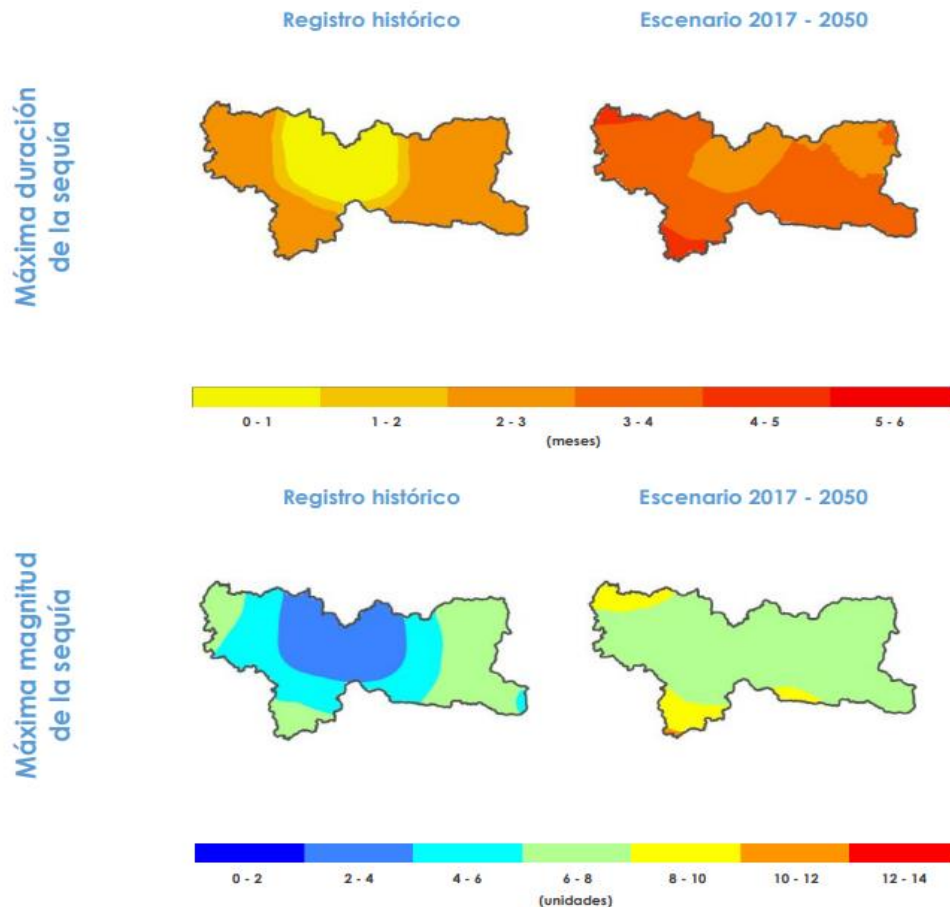 Registro histórico
Escenario 2017 - 2050
Máxima duración
de la sequía
0 - 1
1 - 2
2 - 3
3 - 4
4 - 5
5 - 6
(meses)
Registro histórico
Escenario 2017 - 2050
Máxima magnitud
de la sequía
0 - 2
2 - 4
4 - 6
6 - 8
8 - 10
10 - 12
12 - 14
(unidades)